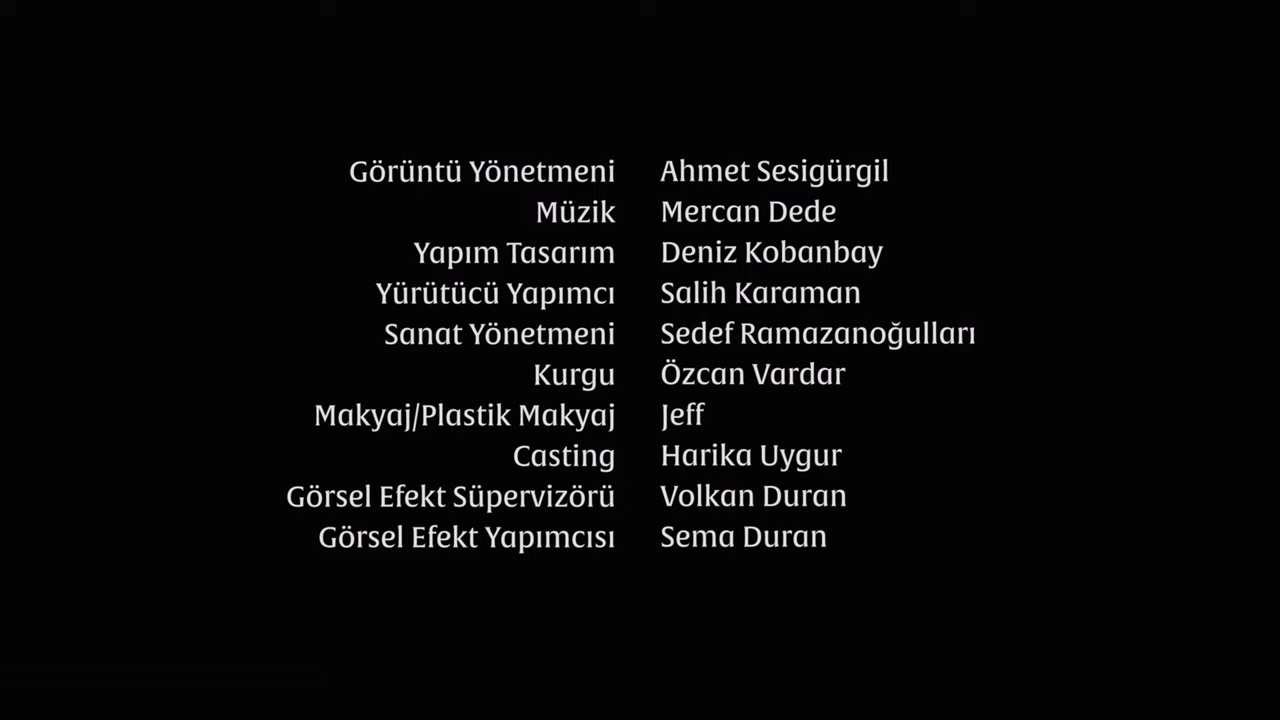 Görüntü Yönetmeni Ahmet Sesigürgil
Müzik Mercan Dede
Yapım Tasarım Deniz Kobanbay
Yürütücü Yapımcı Salih Karaman
Sanat Yönetmeni Sedef Ramazanoğulları
Kurgu Özcan Vardar
Makyaj/Plastik Makyaj Jeff
Casting Harika Uygur
Görsel Efekt Süpervizörü Volkan Duran
Görsel Efekt Yapımcısı Sema Duran